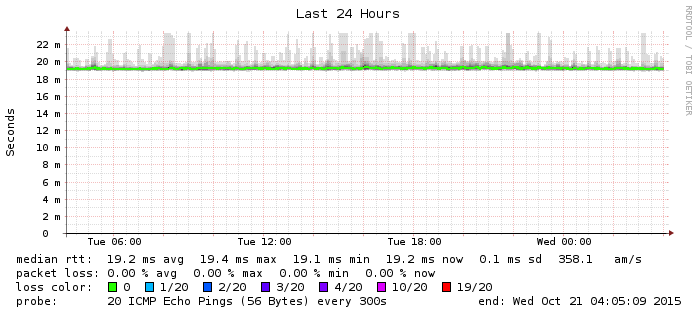 Last 24 Hours
RRDTOOL / TOBI OETIKER
Seconds
22 m
20 m
18 m
16 m
14 m
12 m
10 m
8 m
6 m
4 m
2 m
0
Tue 06:00 Tue 12:00 Tue 18:00 Wed 00:00
median rtt: 19.2 ms avg 19.4 ms max 19.1 ms min 19.2 ms now 0.1 ms sd 358.1 am/s
packet loss: 0.00 % avg 0.00 % max 0.00 % min 0.00 % now
loss color: 0 1/20 2/20 3/20 4/20 10/20 19/20
probe: 20 ICMP Echo Pings (56 Bytes) every 300s end: Wed Oct 21 04:05:09 2015